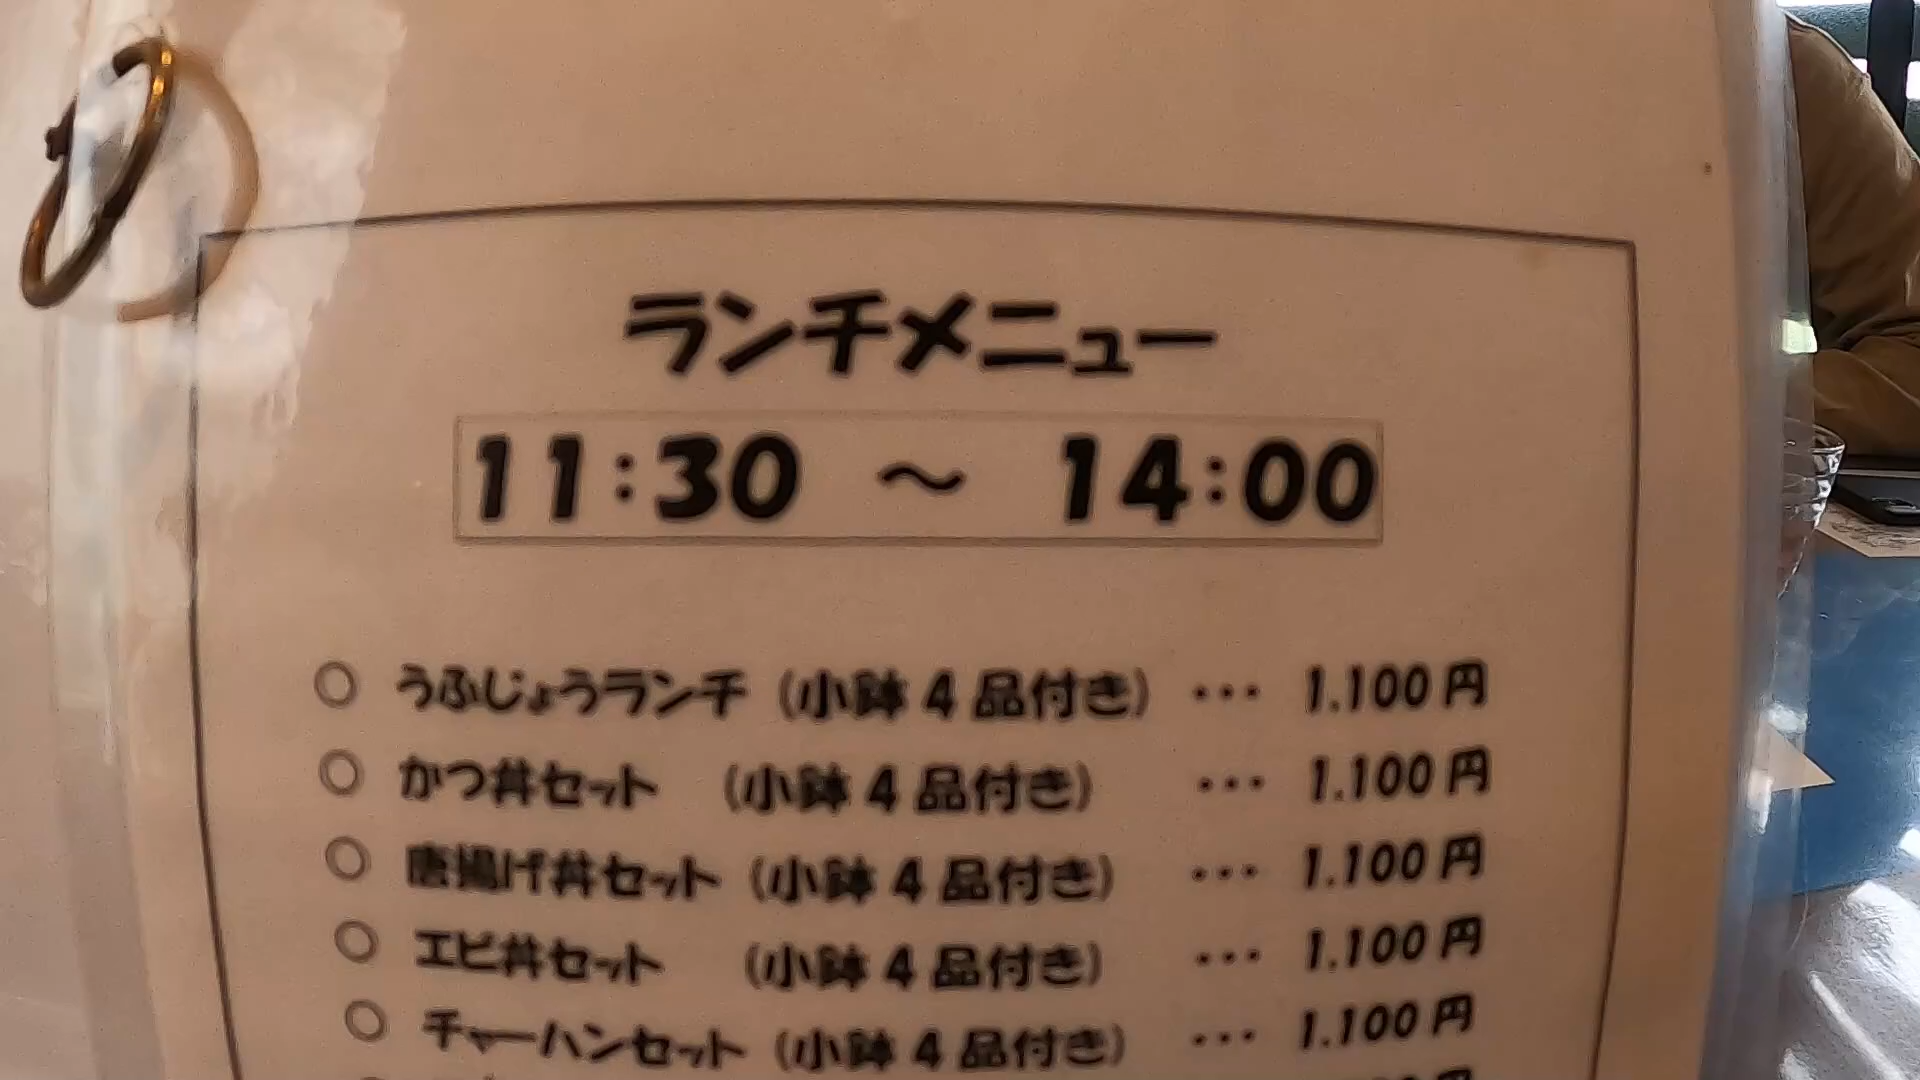 ランチメニュー
11:30 ～ 14:00
○ うふじょうランチ (小鉢4品付き) ・・・ 1.100円
○ かつ丼セット (小鉢4品付き) ・・・ 1.100円
○ 唐揚げ丼セット (小鉢4品付き) ・・・ 1.100円
○ エビ丼セット (小鉢4品付き) ・・・ 1.100円
○ チャーハンセット (小鉢4品付き) ・・・ 1.100円